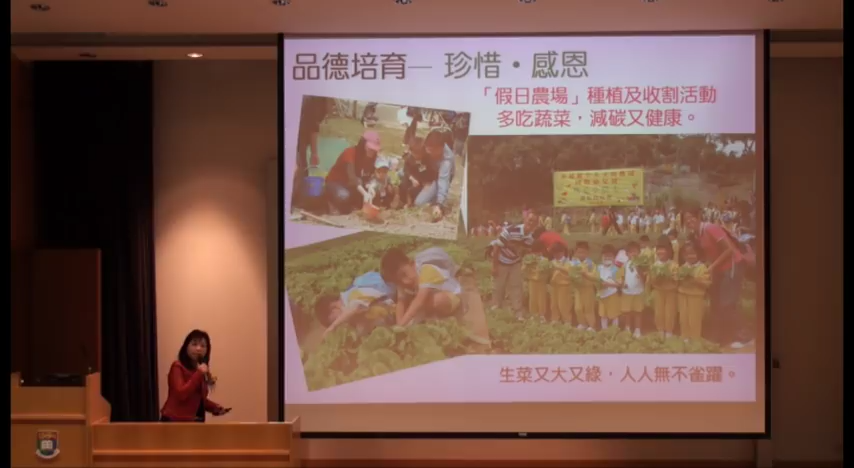 品德培育— 珍惜·感恩
「假日農場」種植及收割活動
多吃蔬菜，減碳又健康。
生菜又大又綠，人人無不雀躍。